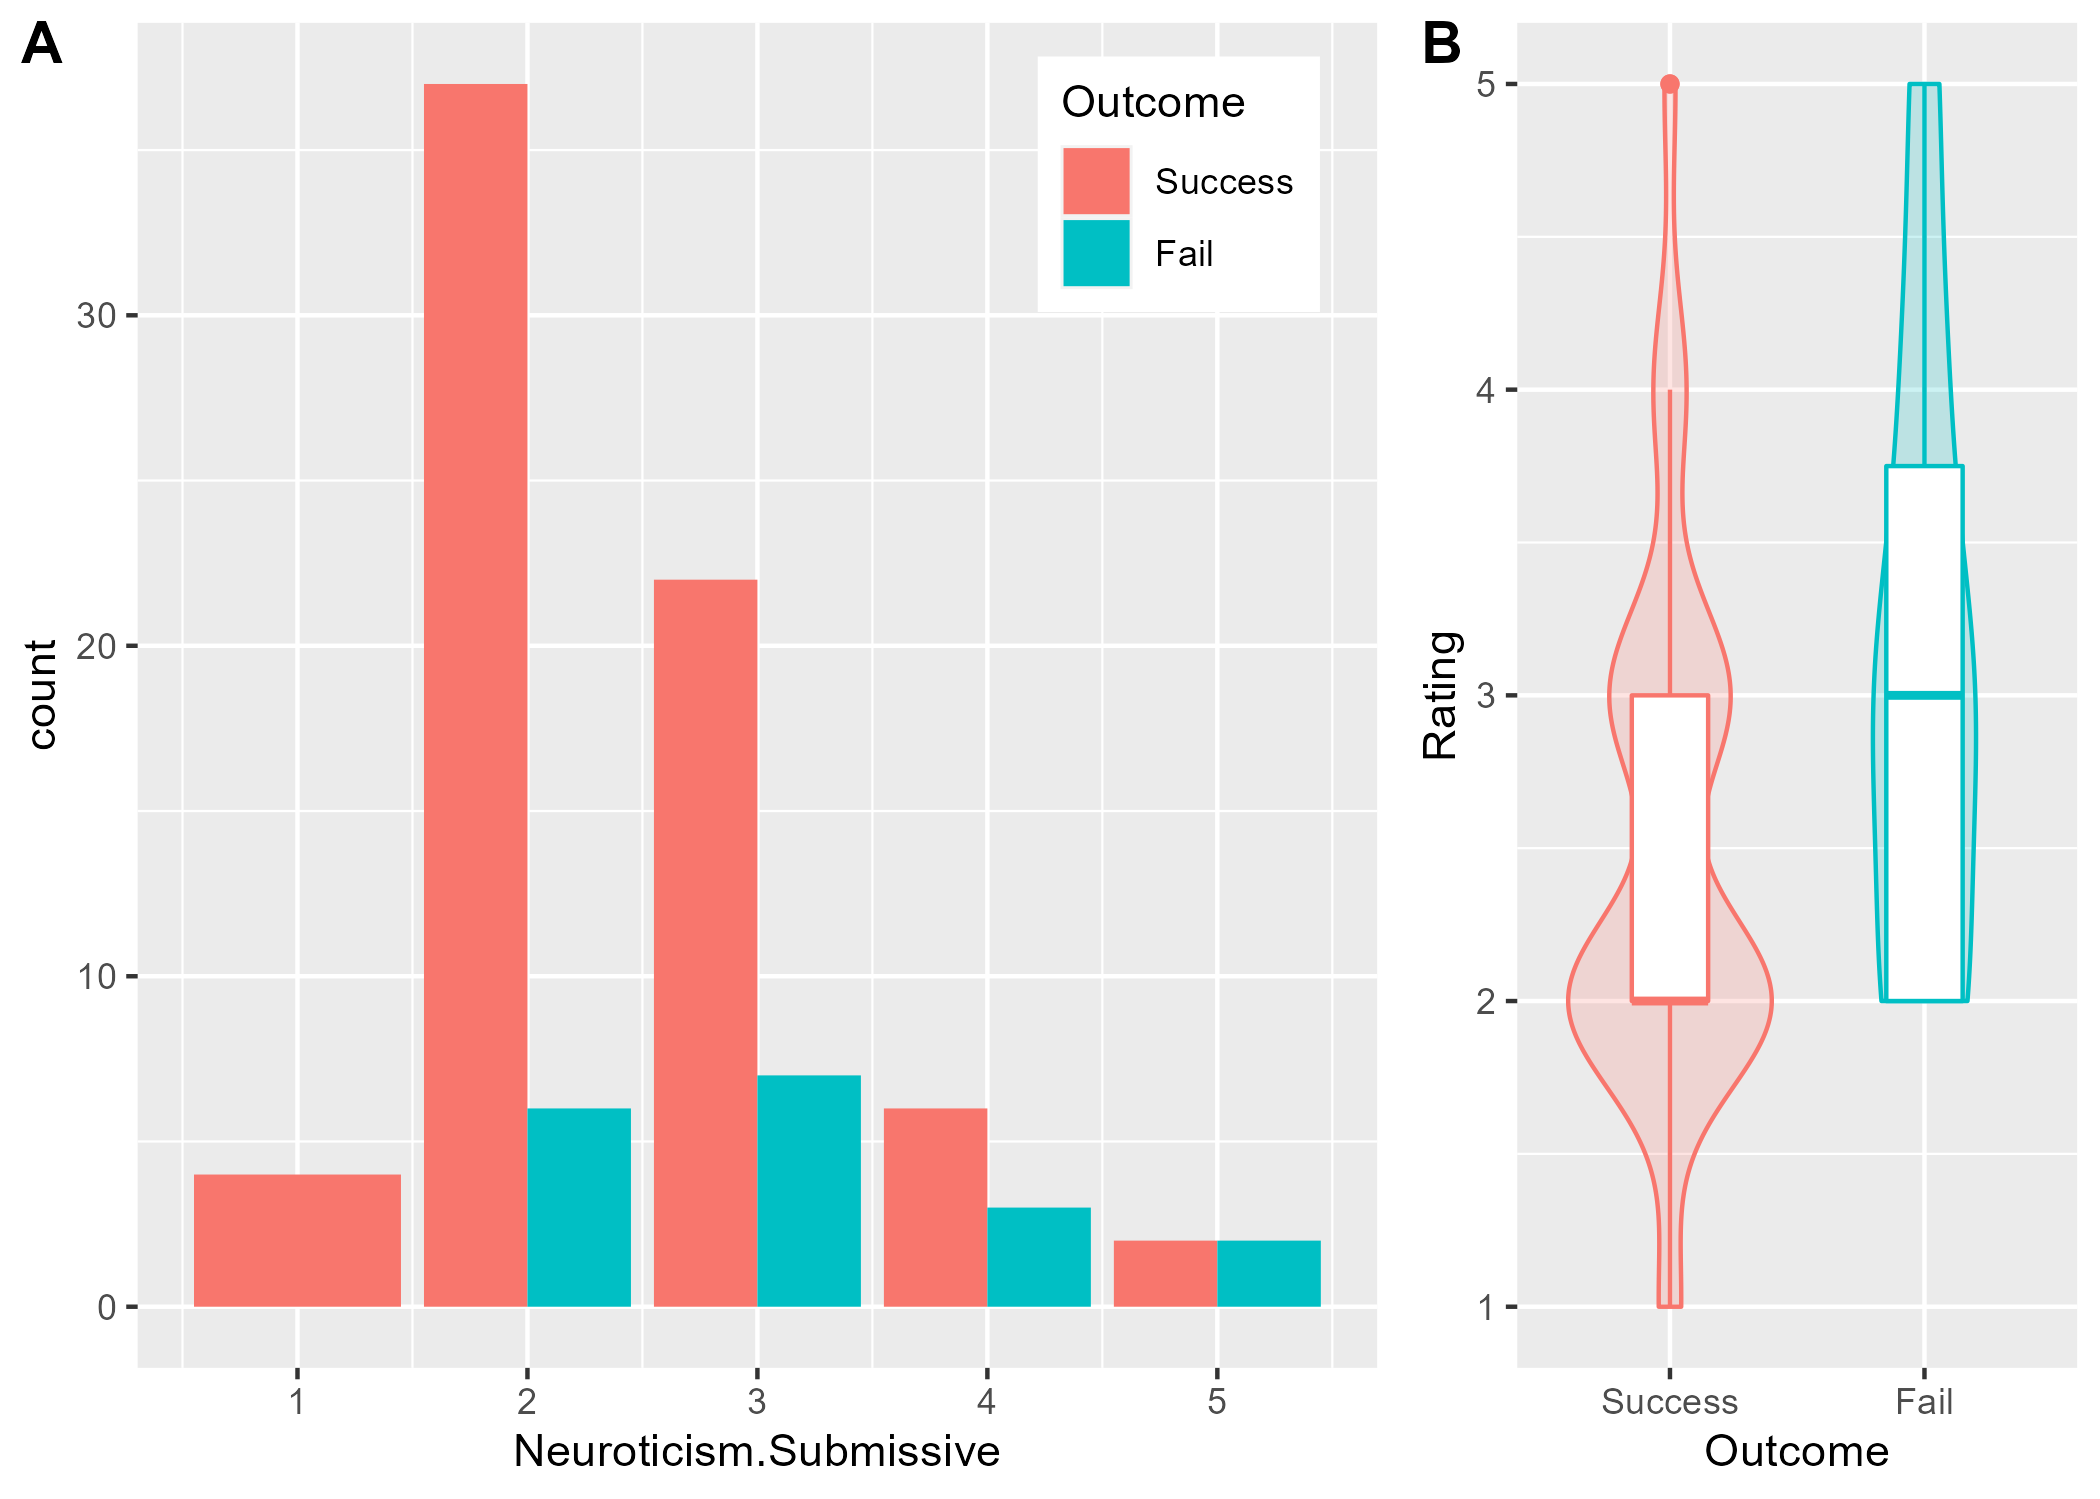 A
Outcome
Success
Fail
30
20
10
0
count
1 2 3 4 5
Neuroticism.Submissive
B
5
4
3
2
1
Rating
Success Fail
Outcome